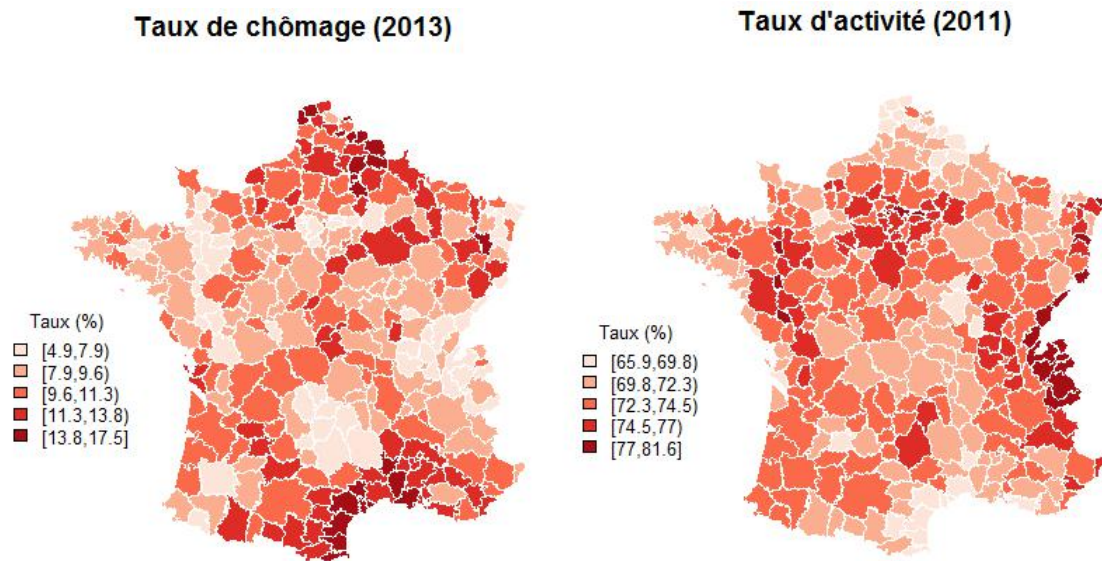 Taux de chômage (2013)
Taux (%)
[4.9,7.9)
[7.9,9.6)
[9.6,11.3)
[11.3,13.8)
[13.8,17.5]
Taux d'activité (2011)
Taux (%)
[65.9,69.8)
[69.8,72.3)
[72.3,74.5)
[74.5,77)
[77,81.6]